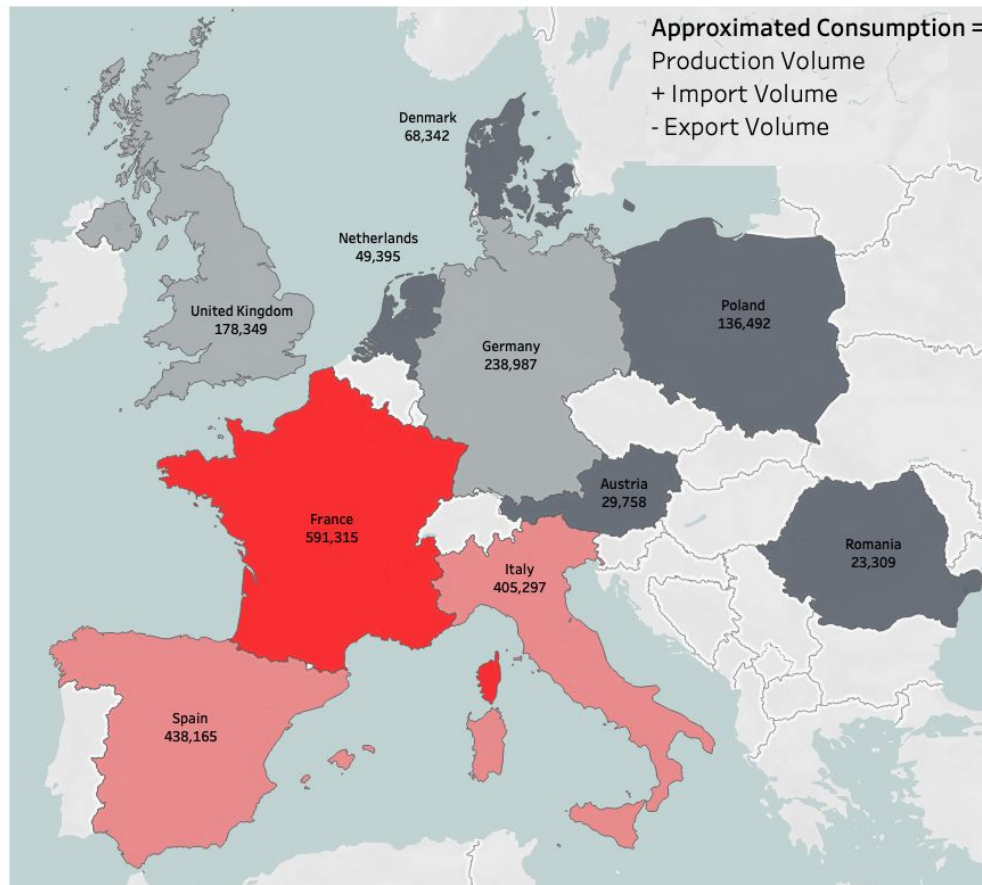 Approximated Consumption =
Production Volume
+ Import Volume
- Export Volume
Denmark
68,342
Netherlands
49,395
United Kingdom
178,349
Germany
238,987
Poland
136,492
Austria
29,758
France
591,315
Romania
23,309
Italy
405,297
Spain
438,165